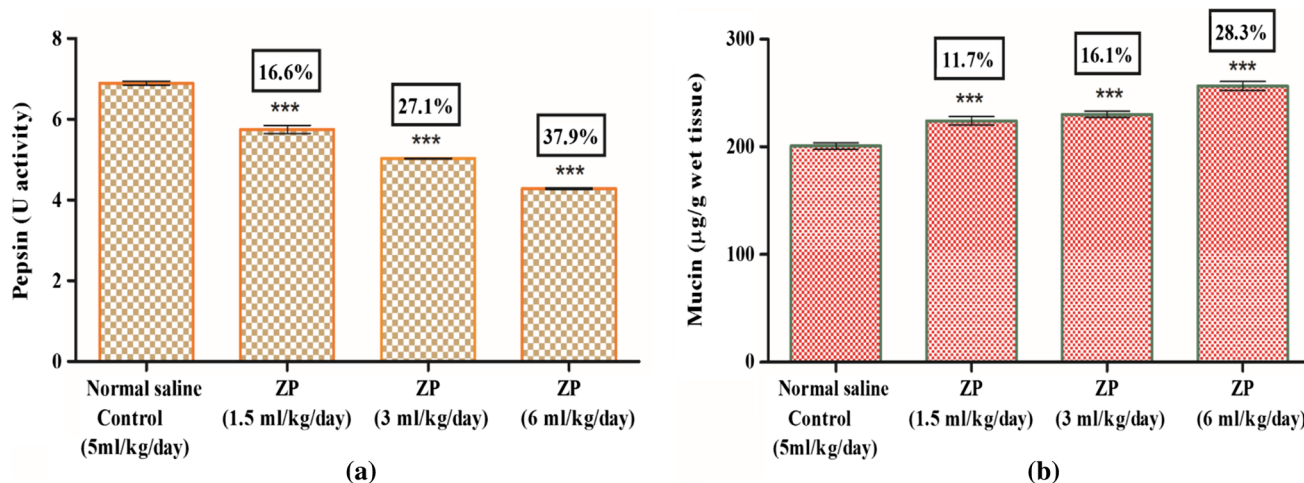 Pepsin (U activity)
8
6
4
2
0
16.6%
***
27.1%
***
37.9%
***
Normal saline
Control
(5ml/kg/day)
ZP
(1.5 ml/kg/day)
ZP
(3 ml/kg/day)
ZP
(6 ml/kg/day)
(a)
Mucin (µg/g wet tissue)
300
200
100
0
11.7%
***
16.1%
***
28.3%
***
Normal saline
Control
(5ml/kg/day)
ZP
(1.5 ml/kg/day)
ZP
(3 ml/kg/day)
ZP
(6 ml/kg/day)
(b)